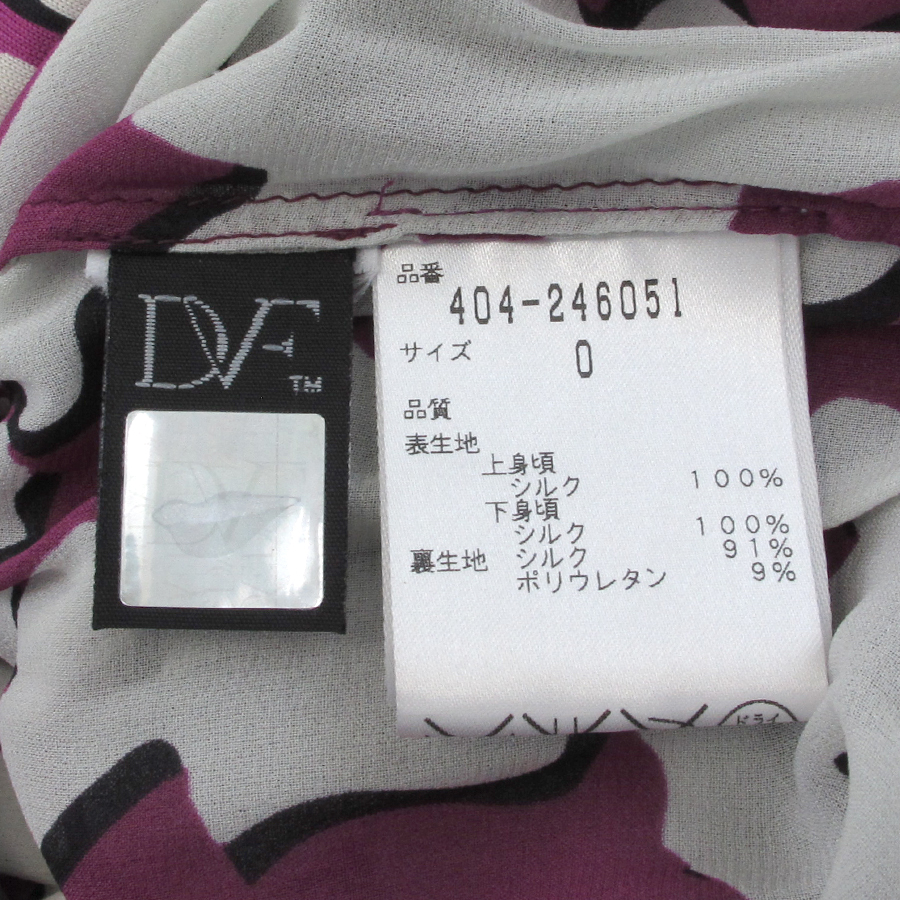 DVF
TM
品番
404-246051
サイズ 0
品質
表生地
上身頃
シルク 100%
下身頃
シルク 100%
裏生地 シルク 91%
ポリウレタン 9%
ドライ